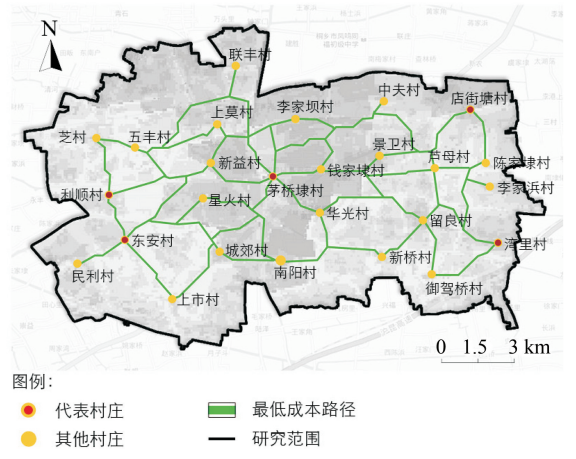 N
联丰村
中夫村
店街塘村
上莫村
李家坝村
芝村
五丰村
景卫村
芦母村
陈家埭村
新益村
钱家埭村
利顺村
茅桥埭村
李家浜村
星火村
华光村
留良村
东安村
城郊村
湾里村
民利村
南阳村
新桥村
御驾桥村
上市村
0 1.5 3 km
图例：
代表村庄 最低成本路径
其他村庄 研究范围